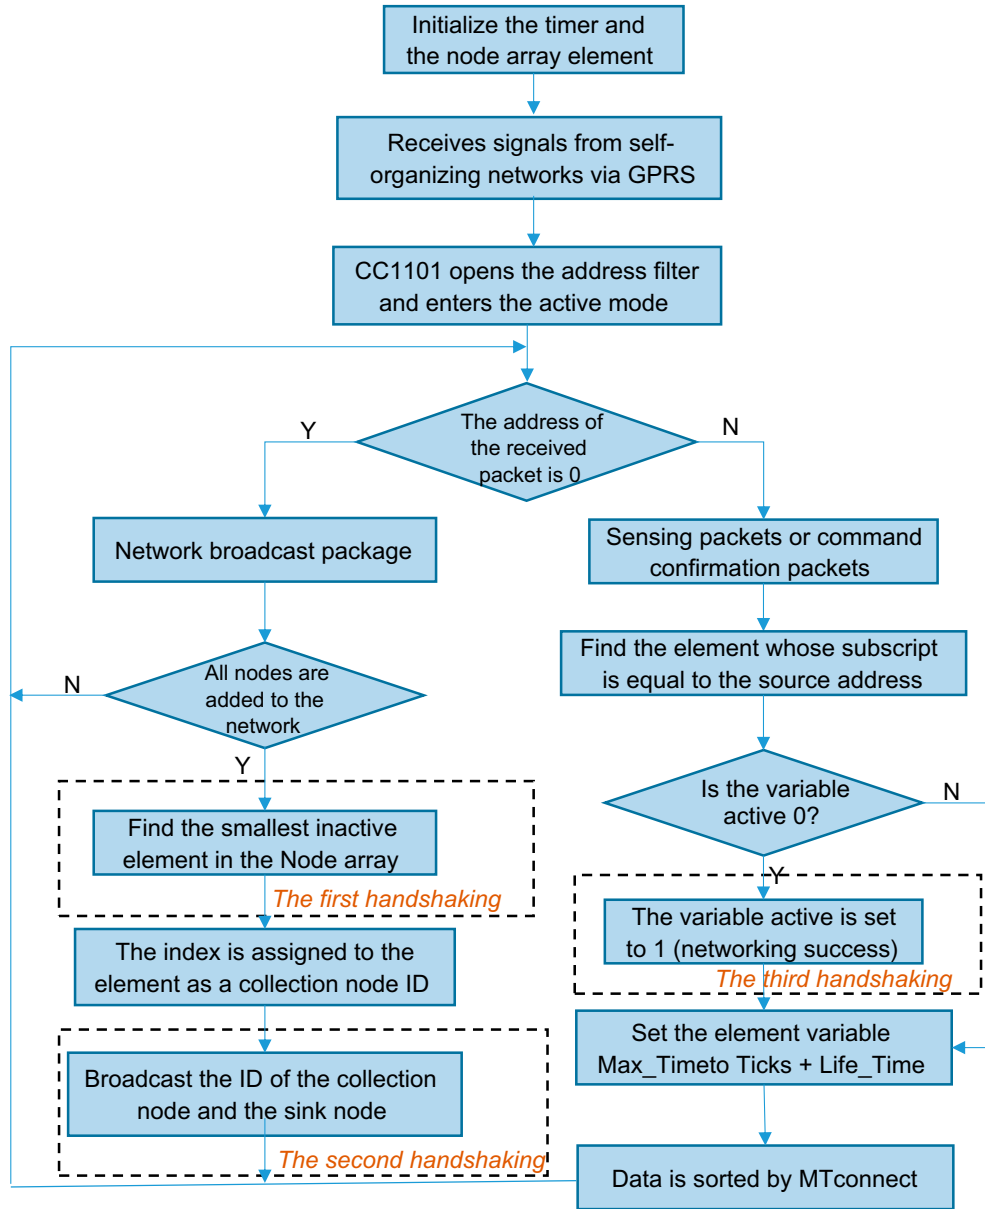 Initialize the timer and
the node array element
Receives signals from self-
organizing networks via GPRS
CC1101 opens the address filter
and enters the active mode
The address of
the received
packet is 0
Y
N
Network broadcast package
Sensing packets or command
confirmation packets
Find the element whose subscript
is equal to the source address
All nodes are
added to the
network
N
Y
Is the variable
active 0?
N
Y
Find the smallest inactive
element in the Node array
The first handshaking
The variable active is set
to 1 (networking success)
The third handshaking
The index is assigned to the
element as a collection node ID
Set the element variable
Max_Timeto Ticks + Life_Time
Broadcast the ID of the collection
node and the sink node
The second handshaking
Data is sorted by MTconnect